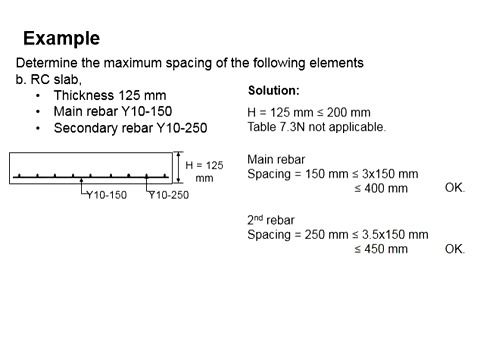 Example
Determine the maximum spacing of the following elements
b. RC slab,
• Thickness 125 mm
• Main rebar Y10-150
• Secondary rebar Y10-250
H = 125
mm
Y10-150
Y10-250
Solution:
H = 125 mm ≤ 200 mm
Table 7.3N not applicable.
Main rebar
Spacing = 150 mm ≤ 3x150 mm
≤ 400 mm OK.
2nd rebar
Spacing = 250 mm ≤ 3.5x150 mm
≤ 450 mm OK.